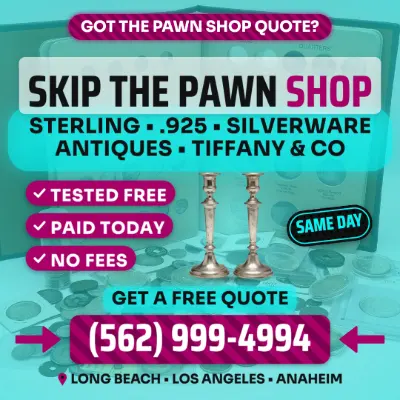 GOT THE PAWN SHOP QUOTE?
SKIP THE PAWN SHOP
STERLING ▪ .925 ▪ SILVERWARE
ANTIQUES ▪ TIFFANY & CO
✓ TESTED FREE
✓ PAID TODAY
✓ NO FEES
SAME DAY
GET A FREE QUOTE
(562) 999-4994
LONG BEACH ▪ LOS ANGELES ▪ ANAHEIM